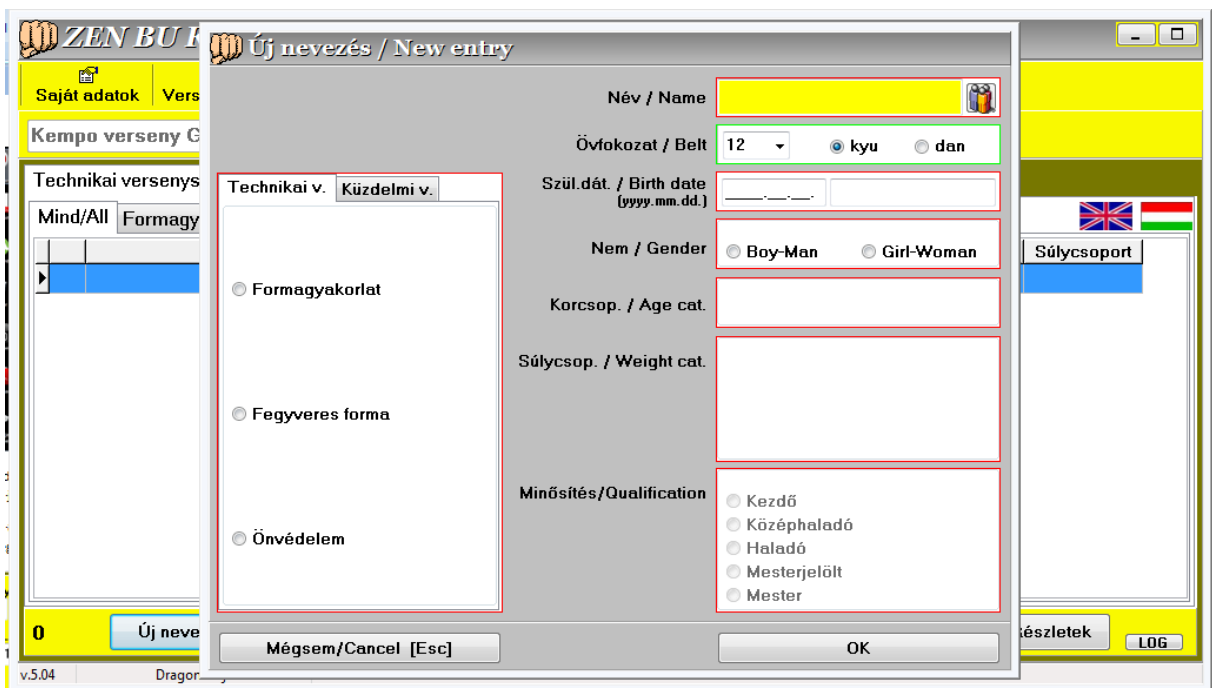 ZEN BU
Új nevezés / New entry
Saját adatok
Kempo verseny G
Technikai versenys
Mind/All
0
Új neve
v.5.04
Név / Name
Övfokozat / Belt
12
kyu
dan
Technikai v.
Küzdelmi v.
Szül.dát. / Birth date
(yyyy.mm.dd.)
____.__.__.
Nem / Gender
Boy-Man
Girl-Woman
Formagyakorlat
Korcsop. / Age cat.
Súlycsop. / Weight cat.
Fegyveres forma
Minősítés/Qualification
Kezdő
Középhaladó
Haladó
Mesterjelölt
Mester
Önvédelem
Mégsem/Cancel [Esc]
OK
Súlycsoport
észletek
LOG